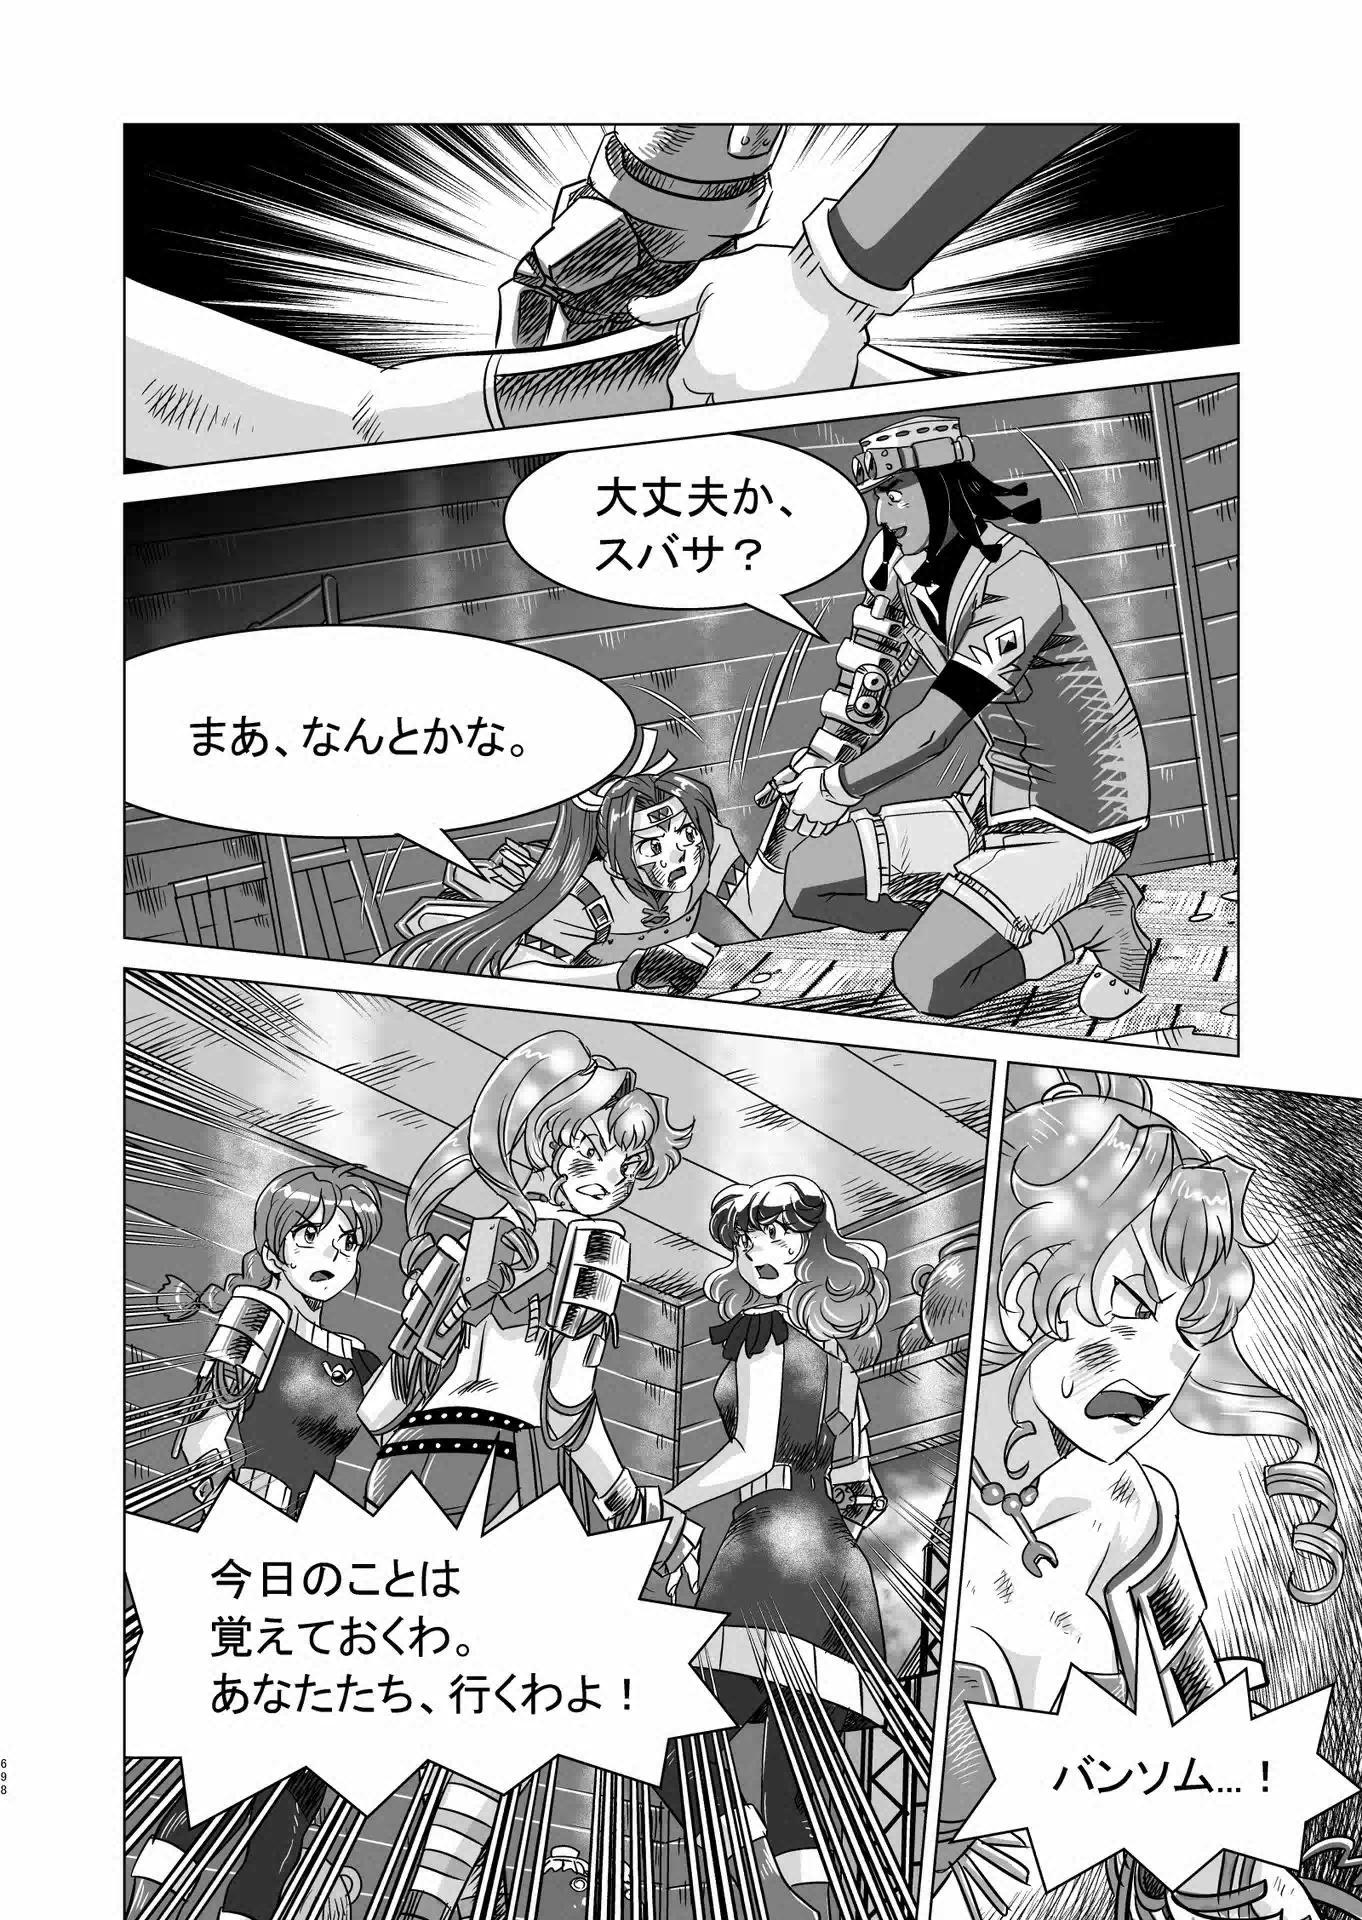 大丈夫か、
スバサ？
まあ、なんとかな。
バンソム…！
今日のことは
覚えておくわ。
あなたたち、行くわよ！
698